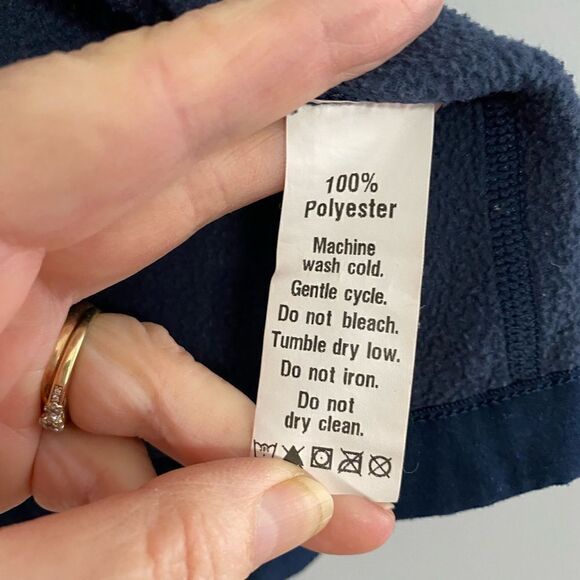 100%
Polyester
Machine
wash cold.
Gentle cycle.
Do not bleach.
Tumble dry low.
Do not iron.
Do not
dry clean.